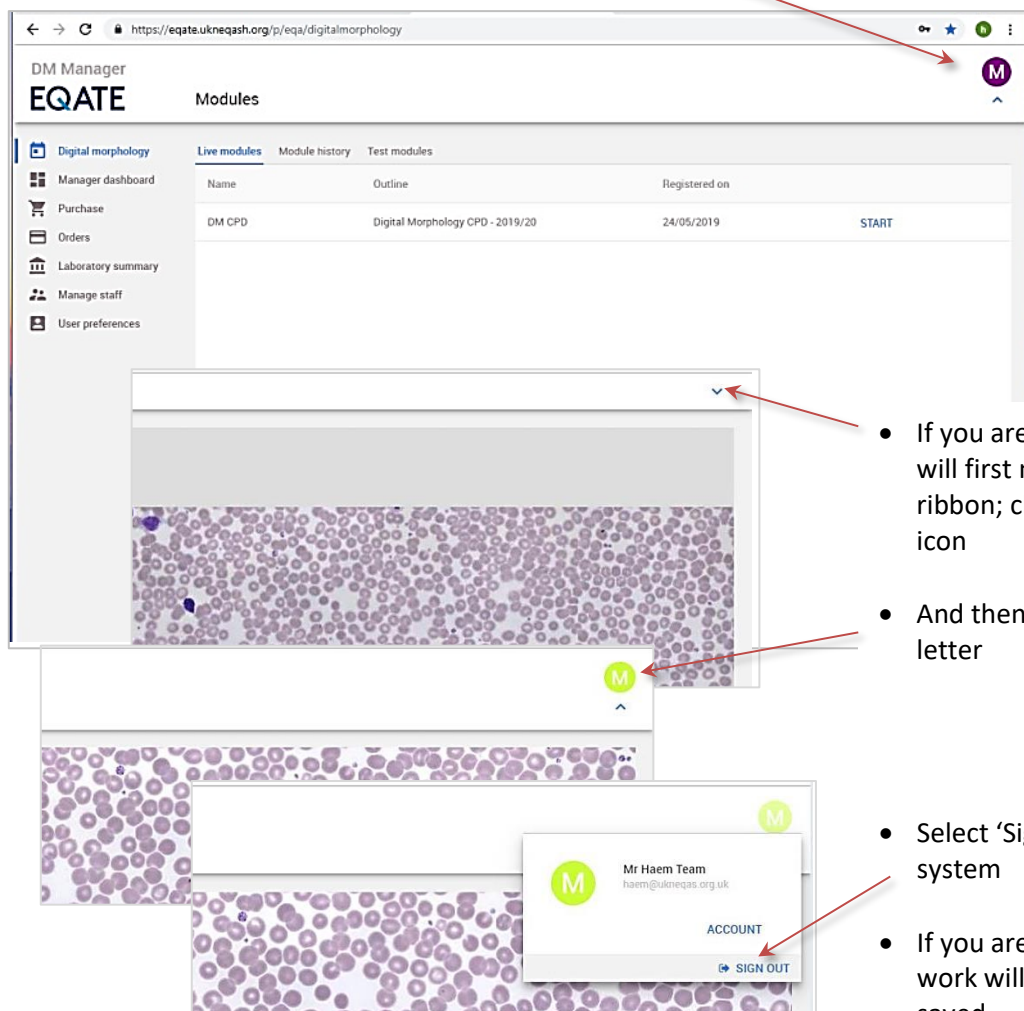 https://eqate.ukneqash.org/p/eqa/digitalmorphology
h
DM Manager
EQATE
Modules
M
Digital morphology
Manager dashboard
Purchase
Orders
Laboratory summary
Manage staff
User preferences
Live modules Module history Test modules
Name Outline Registered on
DM CPD Digital Morphology CPD - 2019/20 24/05/2019 START
• If you are
will first
ribbon;
icon
• And then
letter
M
M
M
Mr Haem Team
haem@ukneqas.org.uk
ACCOUNT
SIGN OUT
• Select
system
• If you are
work will